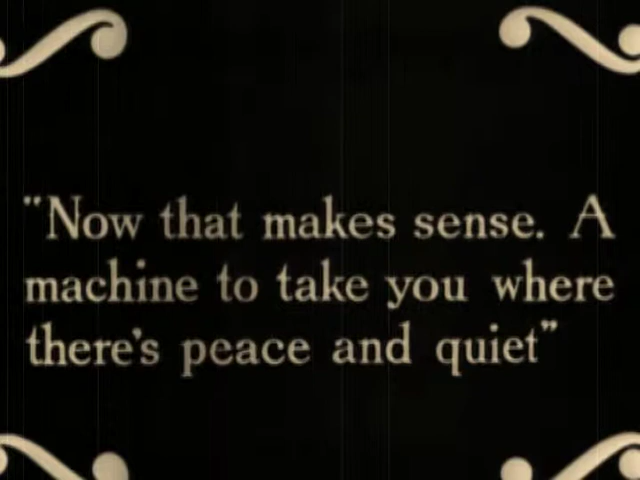 "Now that makes sense. A
machine to take you where
there's peace and quiet"